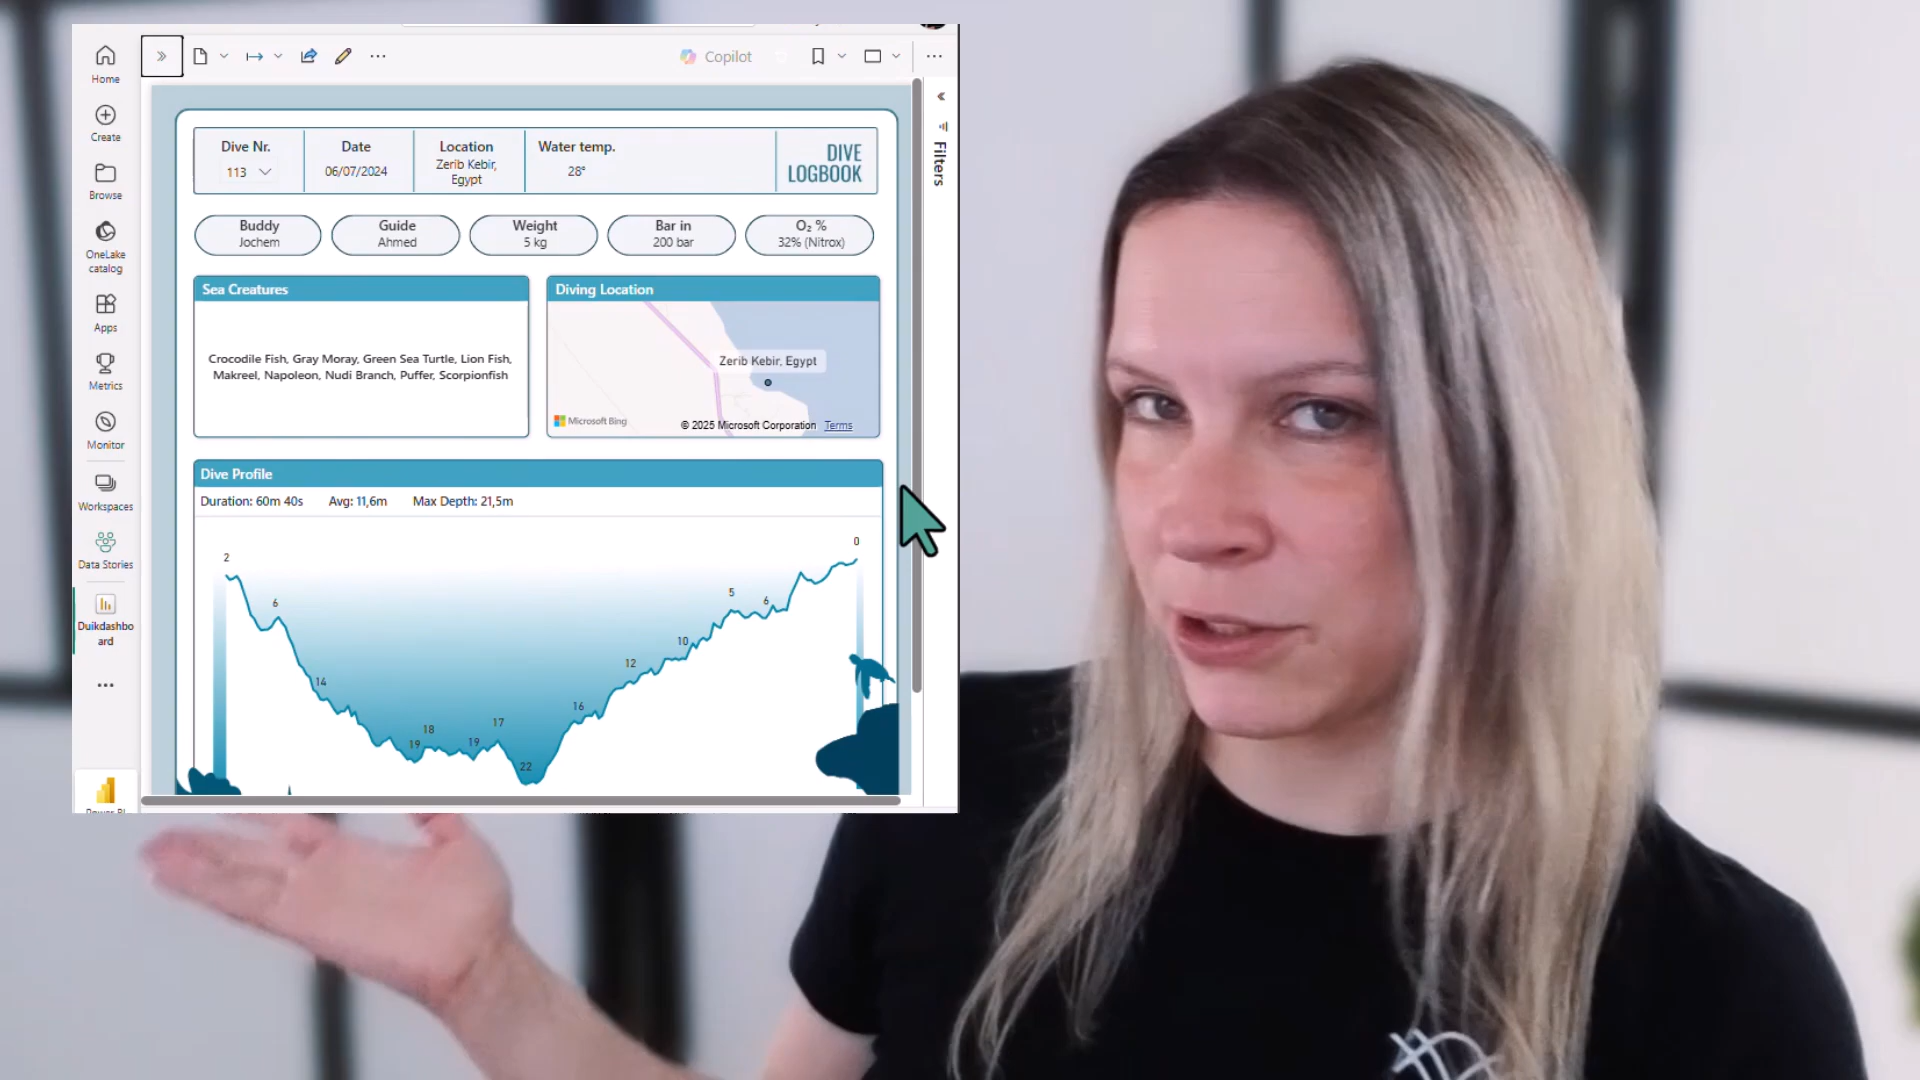 Home
Create
Browse
OneLake
catalog
Apps
Metrics
Monitor
Workspaces
Data Stories
Duikdashbo
ard
Copilot
Filters
Dive Nr.
113
Date
06/07/2024
Location
Zerib Kebir,
Egypt
Water temp.
28°
DIVE
LOGBOOK
Buddy
Jochem
Guide
Ahmed
Weight
5 kg
Bar in
200 bar
O₂ %
32% (Nitrox)
Sea Creatures
Crocodile Fish, Gray Moray, Green Sea Turtle, Lion Fish,
Makreel, Napoleon, Nudi Branch, Puffer, Scorpionfish
Diving Location
Zerib Kebir, Egypt
Microsoft Bing
© 2025 Microsoft Corporation Terms
Dive Profile
Duration: 60m 40s Avg: 11,6m Max Depth: 21,5m
2
6
14
19
18
19
17
22
16
12
10
5
6
0